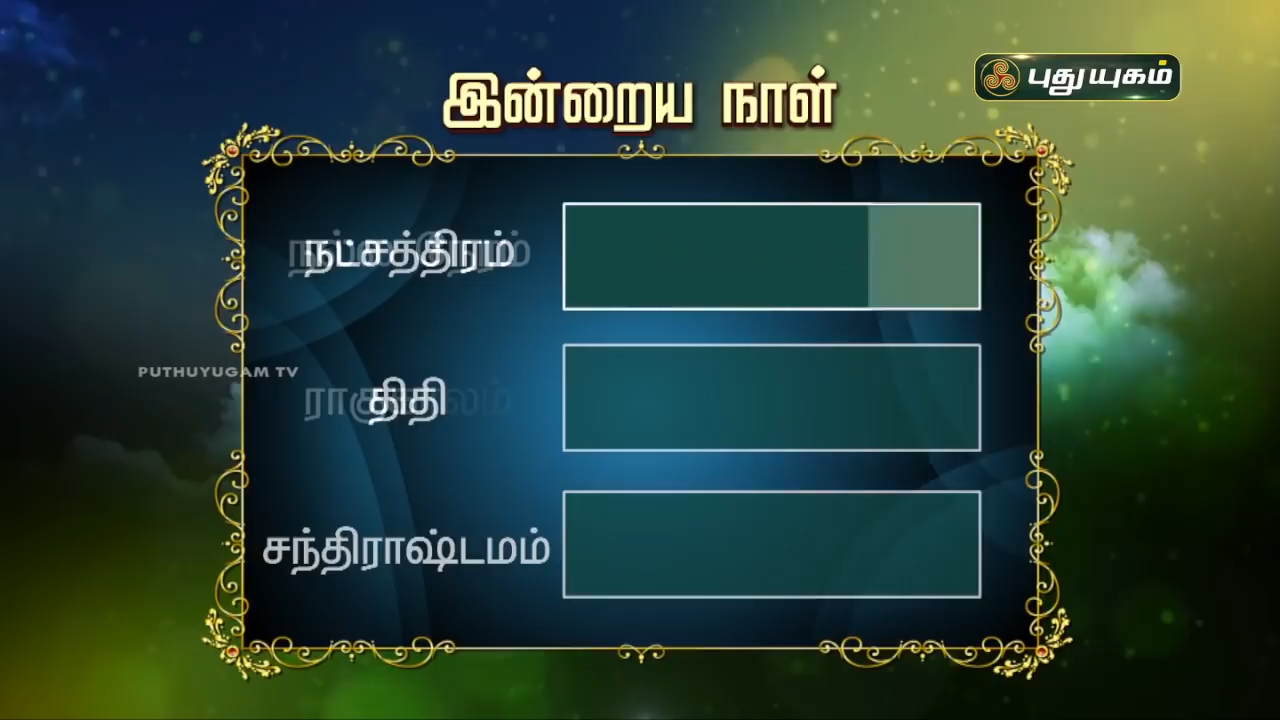 இன்றைய நாள்
புதுயுகம்
நட்சத்திரம்
PUTHUYUGAM TV
திதி
சந்திராஷ்டமம்